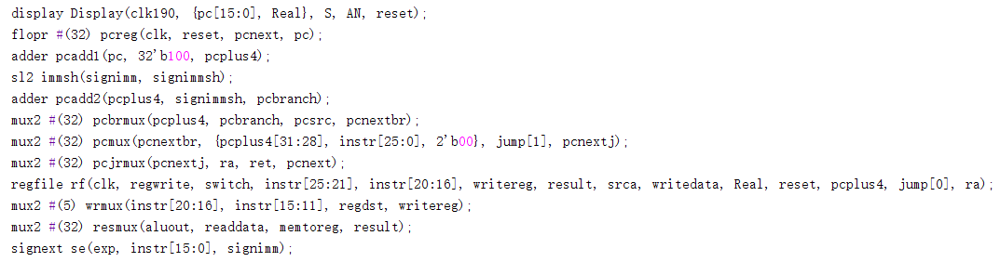 display Display(clk190, {pc[15:0], Real}, S, AN, reset);
flopr #(32) pcreg(clk, reset, pcnext, pc);
adder pcadd1(pc, 32'b100, pcplus4);
sl2 immsh(signimm, signimmsh);
adder pcadd2(pcplus4, signimmsh, pcbranch);
mux2 #(32) pcbrmux(pcplus4, pcbranch, pcsrc, pcnextbr);
mux2 #(32) pcmux(pcnextbr, {pcplus4[31:28], instr[25:0], 2'b00}, jump[1], pcnextj);
mux2 #(32) pcjrmux(pcnextj, ra, ret, pcnext);
regfile rf(clk, regwrite, switch, instr[25:21], instr[20:16], writereg, result, srca, writedata, Real, reset, pcplus4, jump[0], ra);
mux2 #(5) wrmux(instr[20:16], instr[15:11], regdst, writereg);
mux2 #(32) resmux(aluout, readdata, memtoreg, result);
signext se(exp, instr[15:0], signimm);